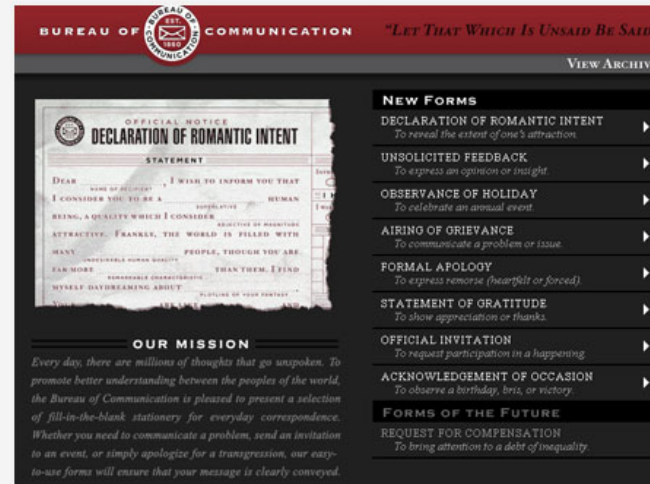 BUREAU OF COMMUNICATION
BUREAU OF
EST.
1960
COMMUNICATION
"LET THAT WHICH IS UNSAID BE SAID
VIEW ARCHIV
OFFICIAL NOTICE
DECLARATION OF ROMANTIC INTENT
STATEMENT
DEAR , I WISH TO INFORM YOU THAT
NAME OF RECIPIENT
I CONSIDER YOU TO BE A HUMAN
SUPERLATIVE
BEING, A QUALITY WHICH I CONSIDER
ADJECTIVE OF MAGNITUDE
ATTRACTIVE. FRANKLY, THE WORLD IS FILLED WITH
MANY PEOPLE, THOUGH YOU ARE
UNDESIRABLE HUMAN QUALITY
FAR MORE THAN THEM. I FIND
REMARKABLE CHARACTERISTIC
MYSELF DAYDREAMING ABOUT
PLOTLINE OF YOUR FANTASY
OUR MISSION
Every day, there are millions of thoughts that go unspoken. To
promote better understanding between the peoples of the world,
the Bureau of Communication is pleased to present a selection
of fill-in-the-blank stationery for everyday correspondence.
Whether you need to communicate a problem, send an invitation
to an event, or simply apologize for a transgression, our easy-
to-use forms will ensure that your message is clearly conveyed.
NEW FORMS
DECLARATION OF ROMANTIC INTENT
To reveal the extent of one's attraction.
UNSOLICITED FEEDBACK
To express an opinion or insight.
OBSERVANCE OF HOLIDAY
To celebrate an annual event.
AIRING OF GRIEVANCE
To communicate a problem or issue.
FORMAL APOLOGY
To express remorse (heartfelt or forced).
STATEMENT OF GRATITUDE
To show appreciation or thanks.
OFFICIAL INVITATION
To request participation in a happening.
ACKNOWLEDGEMENT OF OCCASION
To observe a birthday, bris, or victory.
FORMS OF THE FUTURE
REQUEST FOR COMPENSATION
To bring attention to a debt of inequality.